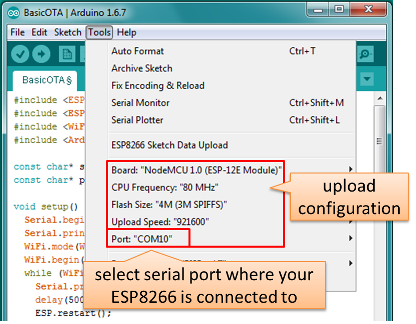 BasicOTA | Arduino 1.6.7
File Edit Sketch Tools Help
Auto Format Ctrl+T
Archive Sketch
BasicOTA §
Fix Encoding & Reload
#include <ESP
Serial Monitor Ctrl+Shift+M
#include <ESP
Serial Plotter Ctrl+Shift+L
#include <WiF
#include <Ard
ESP8266 Sketch Data Upload
const char* s
Board: "NodeMCU 1.0 (ESP-12E Module)"
const char* p
CPU Frequency: "80 MHz"
Flash Size: "4M (3M SPIFFS)"
void setup()
Upload Speed: "921600"
Serial.begi
Port: "COM10"
upload
configuration
Serial.prin
WiFi.mode(W
WiFi.begin(
while (WiFi
select serial port where your
ESP8266 is connected to
Serial.pr
delay(500
ESP.restart();